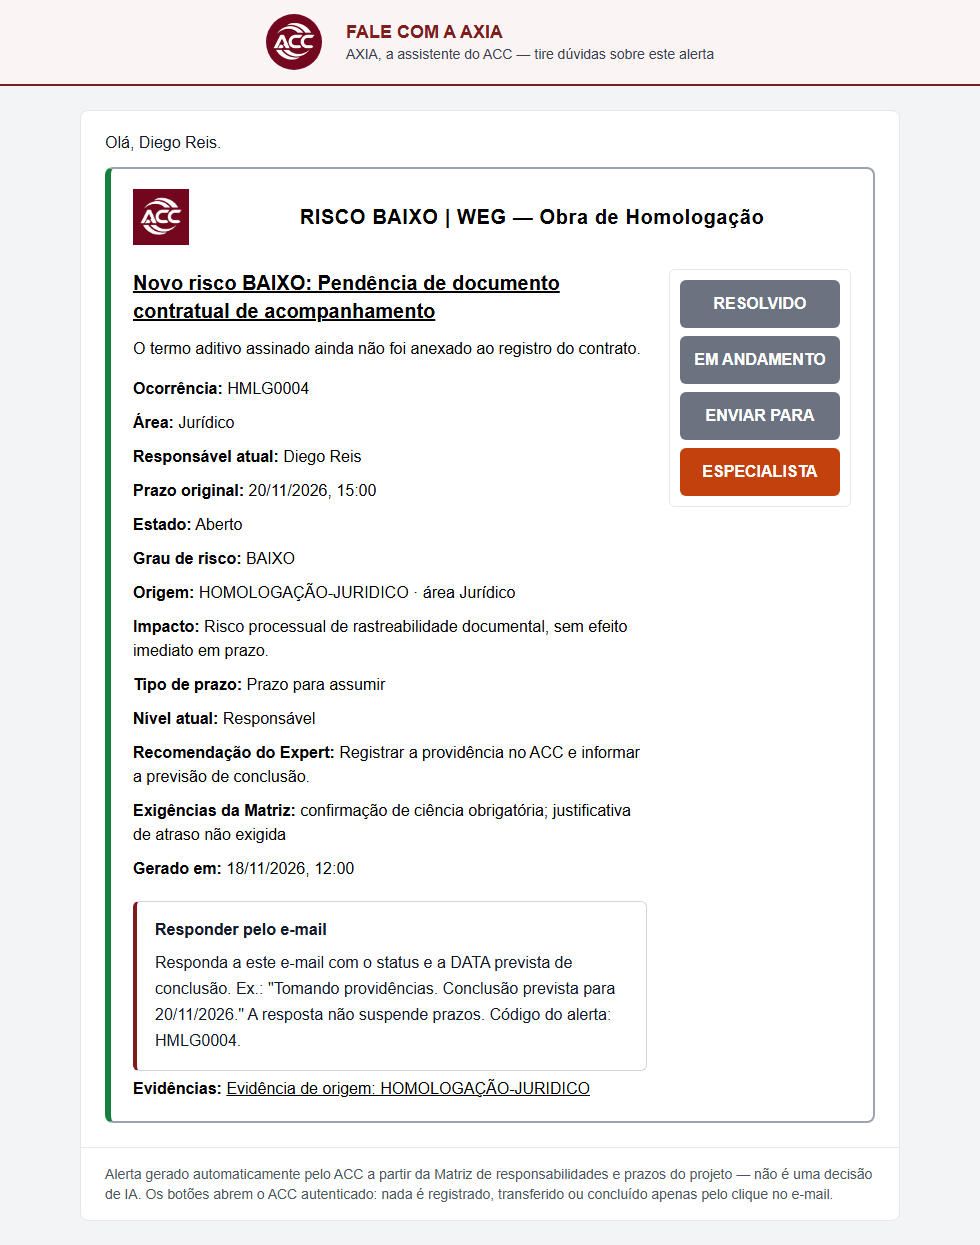 ACC
FALE COM A AXIA
AXIA, a assistente do ACC — tire dúvidas sobre este alerta
Olá, Diego Reis.
ACC
RISCO BAIXO | WEG — Obra de Homologação
Novo risco BAIXO: Pendência de documento
contratual de acompanhamento
O termo aditivo assinado ainda não foi anexado ao registro do contrato.
Ocorrência: HMLG0004
Área: Jurídico
Responsável atual: Diego Reis
Prazo original: 20/11/2026, 15:00
Estado: Aberto
Grau de risco: BAIXO
Origem: HOMOLOGAÇÃO-JURIDICO · área Jurídico
Impacto: Risco processual de rastreabilidade documental, sem efeito
imediato em prazo.
Tipo de prazo: Prazo para assumir
Nível atual: Responsável
Recomendação do Expert: Registrar a providência no ACC e informar
a previsão de conclusão.
Exigências da Matriz: confirmação de ciência obrigatória; justificativa
de atraso não exigida
Gerado em: 18/11/2026, 12:00
RESOLVIDO
EM ANDAMENTO
ENVIAR PARA
ESPECIALISTA
Responder pelo e-mail
Responda a este e-mail com o status e a DATA prevista de
conclusão. Ex.: "Tomando providências. Conclusão prevista para
20/11/2026." A resposta não suspende prazos. Código do alerta:
HMLG0004.
Evidências: Evidência de origem: HOMOLOGAÇÃO-JURIDICO
Alerta gerado automaticamente pelo ACC a partir da Matriz de responsabilidades e prazos do projeto — não é uma decisão
de IA. Os botões abrem o ACC autenticado: nada é registrado, transferido ou concluído apenas pelo clique no e-mail.